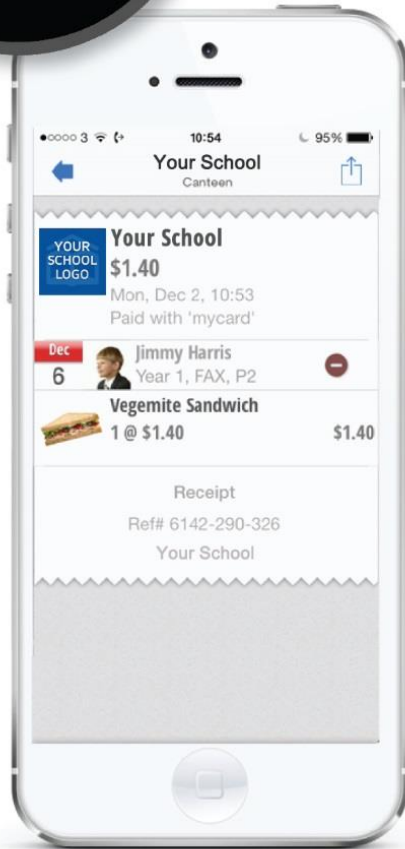 3 10:54 95%
Your School
Canteen
YOUR
SCHOOL
LOGO
Your School
$1.40
Mon, Dec 2, 10:53
Paid with 'mycard'
Dec
6
Jimmy Harris
Year 1, FAX, P2
Vegemite Sandwich
1 @ $1.40 $1.40
Receipt
Ref# 6142-290-326
Your School